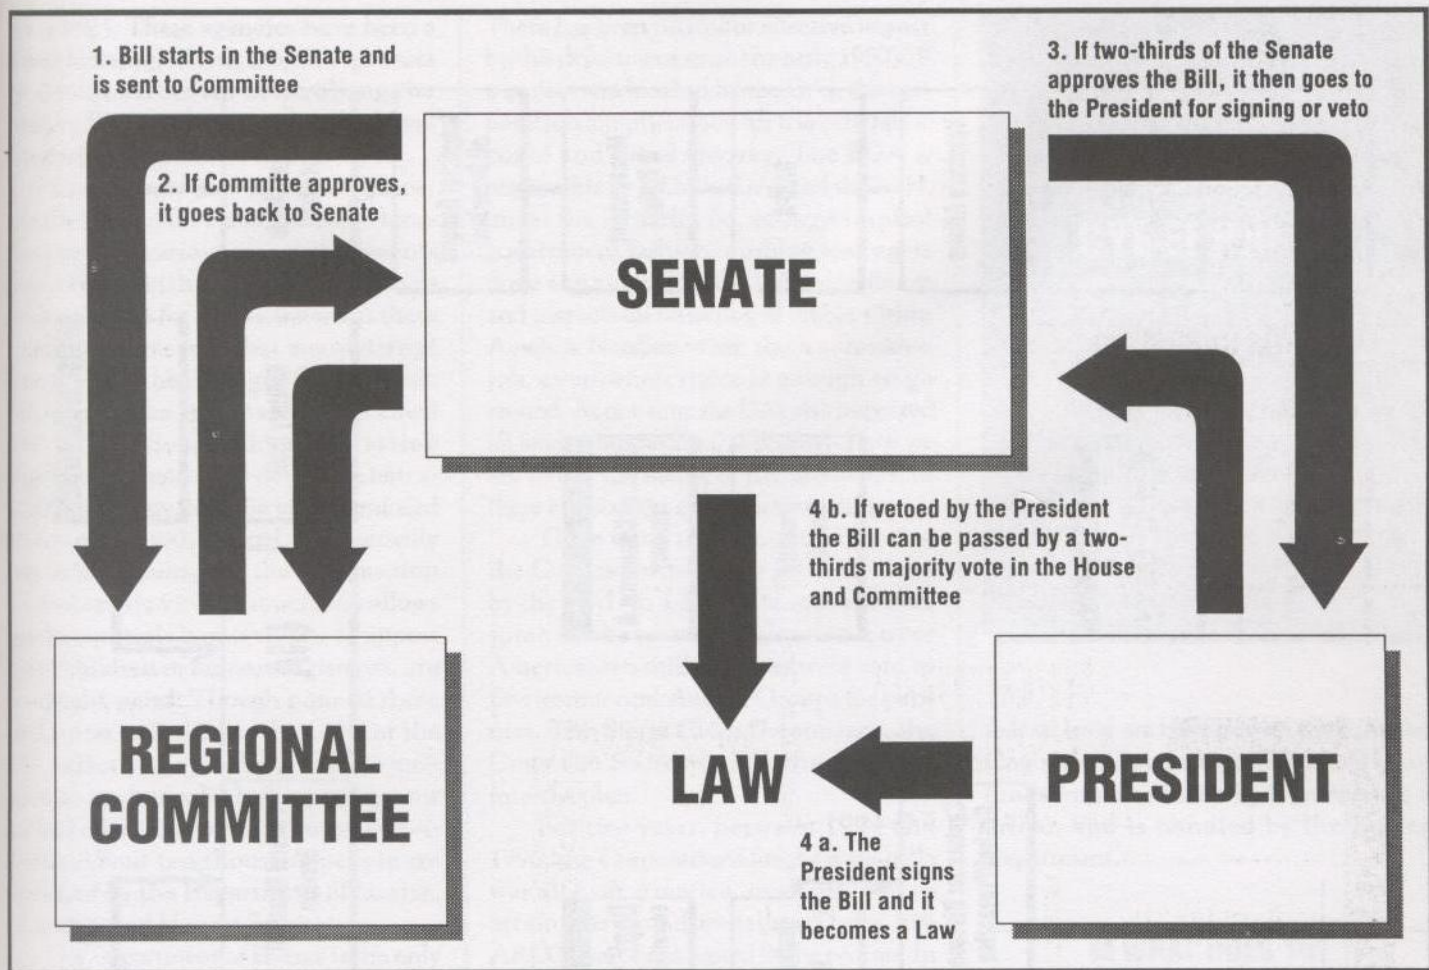 1. Bill starts in the Senate and
is sent to Committee
2. If Committe approves,
it goes back to Senate
3. If two-thirds of the Senate
approves the Bill, it then goes to
the President for signing or veto
SENATE
4 b. If vetoed by the President
the Bill can be passed by a two-
thirds majority vote in the House
and Committee
REGIONAL
COMMITTEE
LAW
PRESIDENT
4 a. The
President signs
the Bill and it
becomes a Law